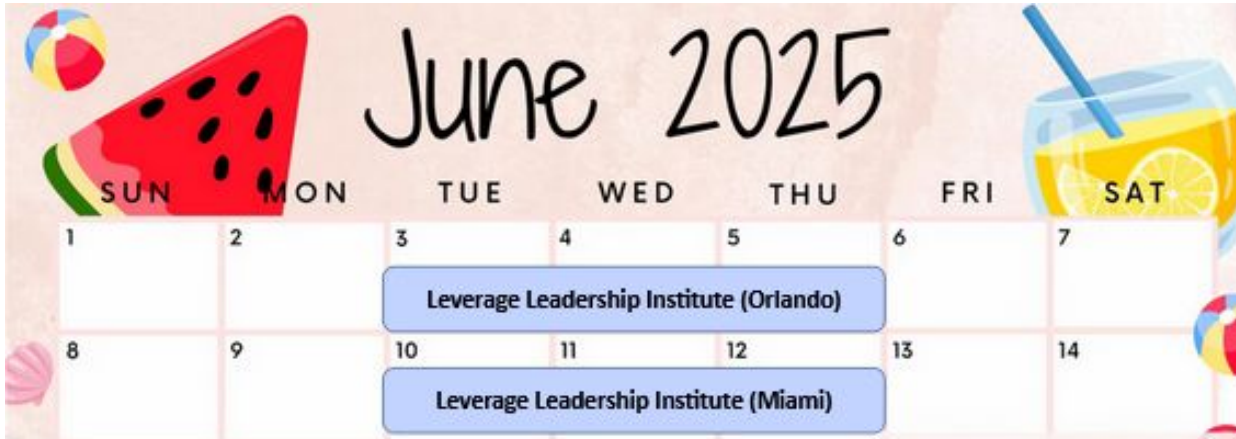 June 2025
SUN MON TUE WED THU FRI SAT
1 2 3 4 5 6 7
Leverage Leadership Institute (Orlando)
8 9 10 11 12 13 14
Leverage Leadership Institute (Miami)